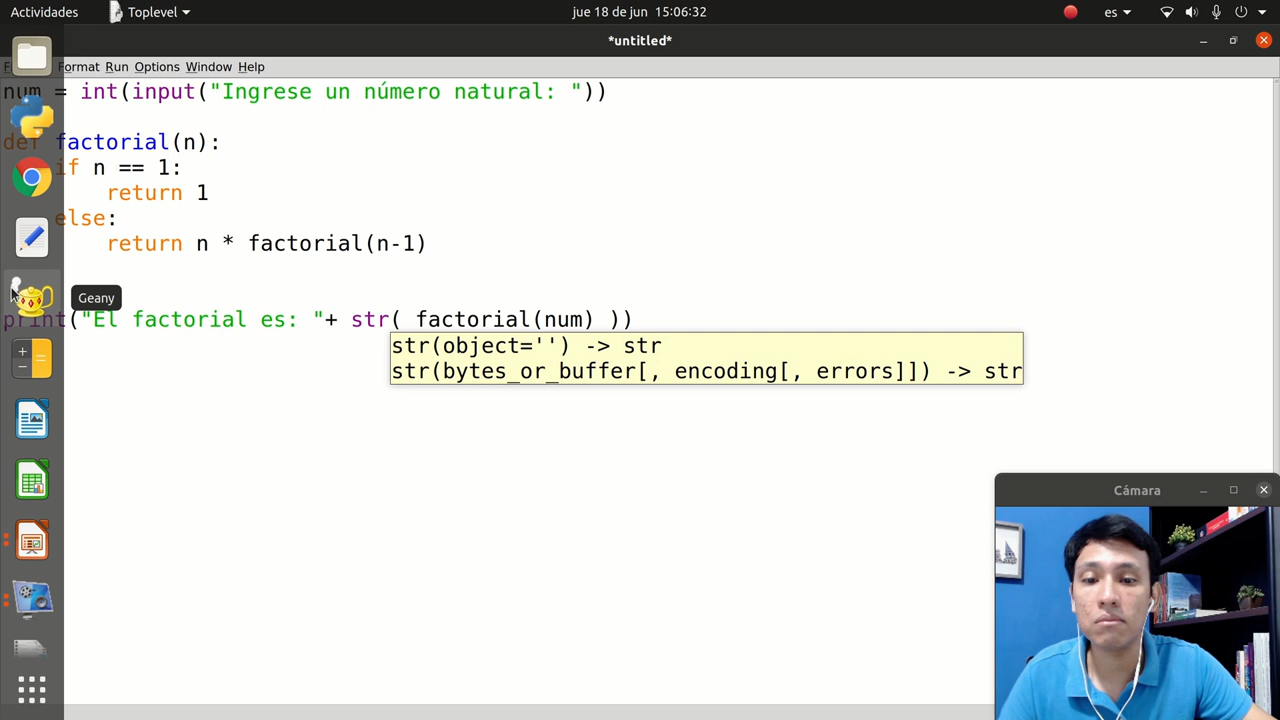 Actividades
Toplevel
jue 18 de jun  15:06:32
es
*untitled*
F Format Run Options Window Help
num = int(input("Ingrese un número natural: "))
def factorial(n):
if n == 1:
return 1
else:
return n * factorial(n-1)
Geany
print("El factorial es: "+ str( factorial(num) ))
str(object='') -> str
str(bytes_or_buffer[, encoding[, errors]]) -> str
Cámara